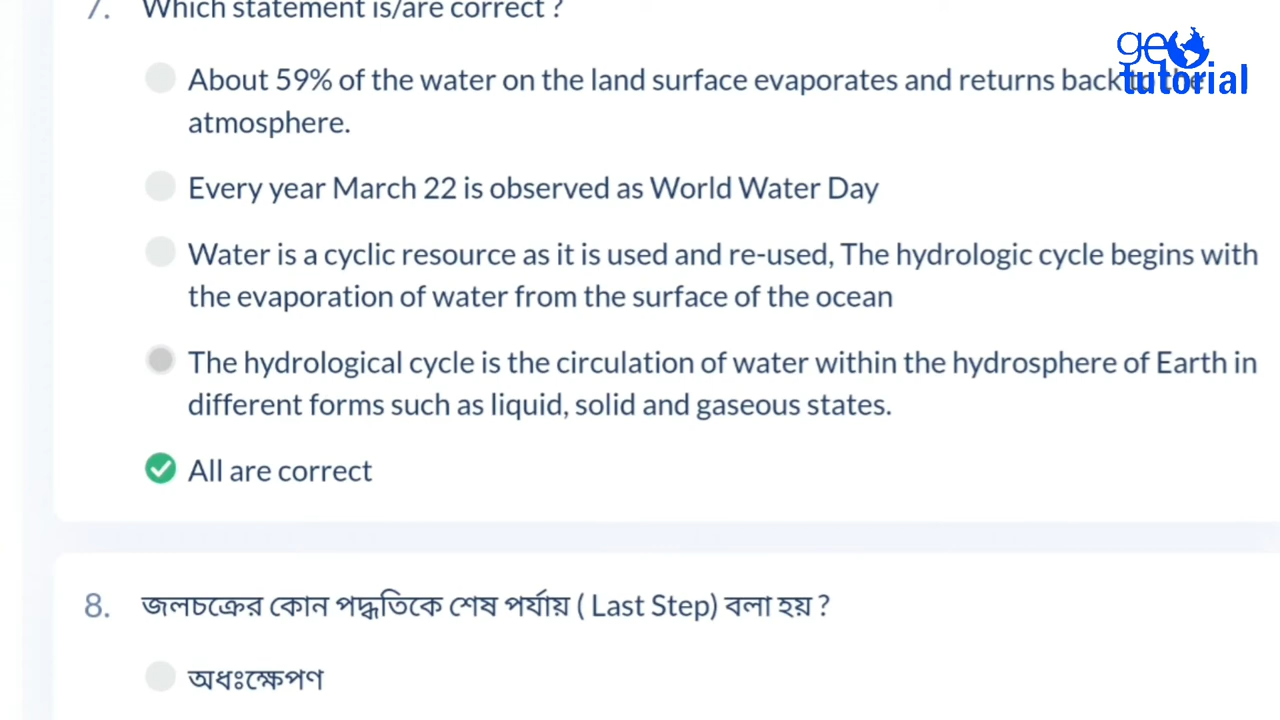 7. Which statement is/are correct ?
geo
tutorial
About 59% of the water on the land surface evaporates and returns back to the
atmosphere.
Every year March 22 is observed as World Water Day
Water is a cyclic resource as it is used and re-used, The hydrologic cycle begins with
the evaporation of water from the surface of the ocean
The hydrological cycle is the circulation of water within the hydrosphere of Earth in
different forms such as liquid, solid and gaseous states.
All are correct
8. জলচক্রের কোন পদ্ধতিকে শেষ পর্যায় ( Last Step) বলা হয় ?
অধঃক্ষেপণ